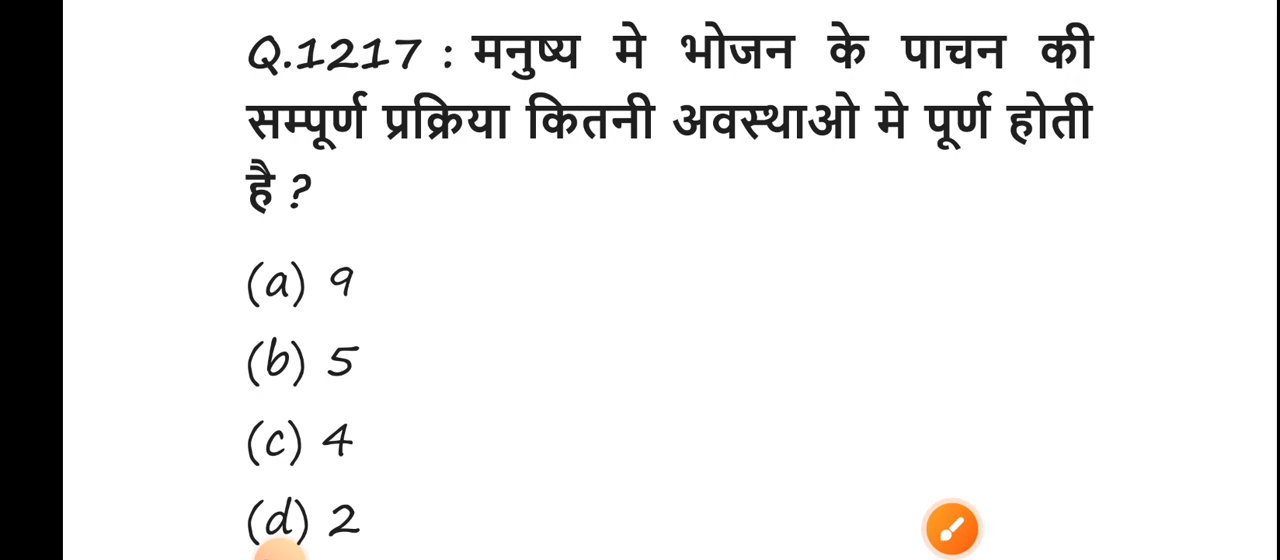 Q.1217 : मनुष्य मे भोजन के पाचन की
सम्पूर्ण प्रक्रिया कितनी अवस्थाओ मे पूर्ण होती
है ?
(a) 9
(b) 5
(c) 4
(d) 2